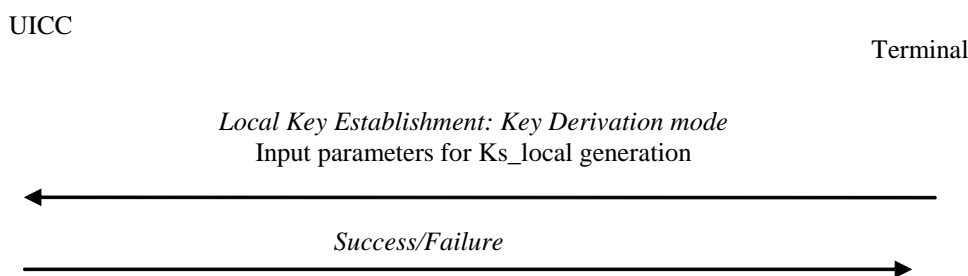 UICC
Terminal
Local Key Establishment: Key Derivation mode
Input parameters for Ks_local generation
Success/Failure